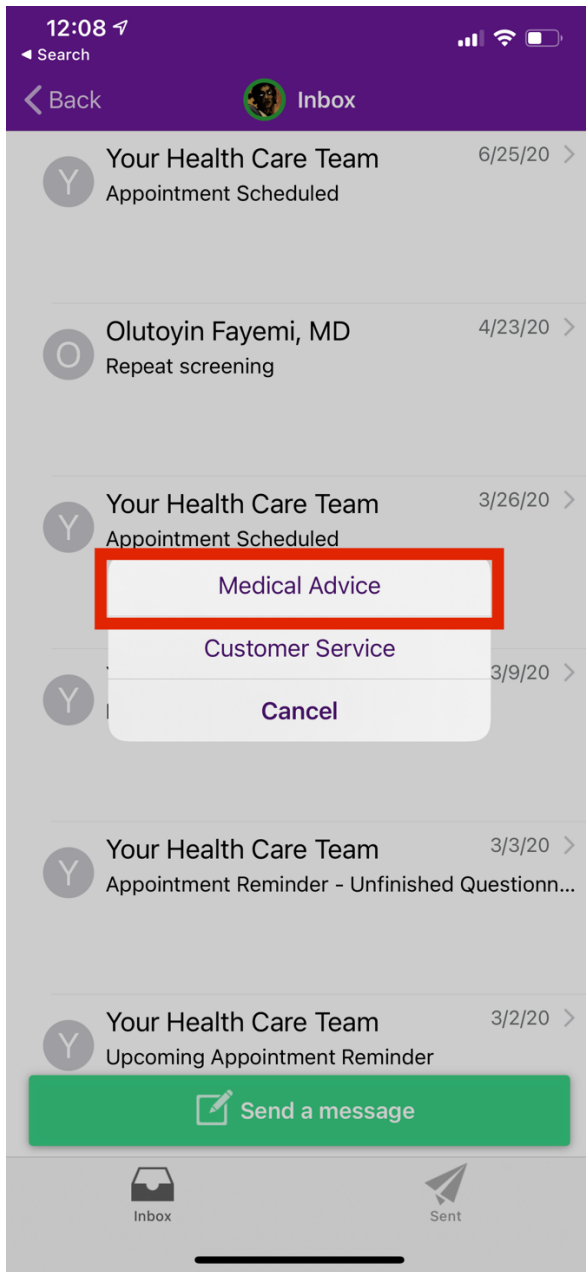 12:08
◀ Search
Back
Inbox
Your Health Care Team 6/25/20
Y
Appointment Scheduled
Olutoyin Fayemi, MD 4/23/20
O
Repeat screening
Your Health Care Team 3/26/20
Y
Appointment Scheduled
Medical Advice
Customer Service
3/9/20
Y
Cancel
Your Health Care Team 3/3/20
Y
Appointment Reminder - Unfinished Questionn...
Your Health Care Team 3/2/20
Y
Upcoming Appointment Reminder
Send a message
Inbox Sent